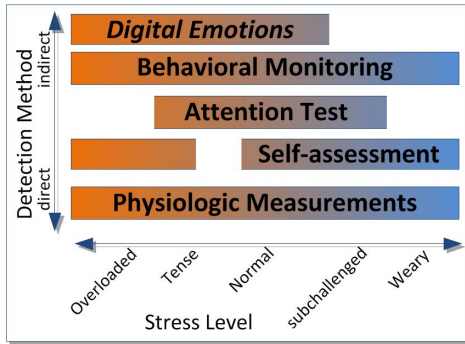 Digital Emotions
Behavioral Monitoring
Attention Test
Self-assessment
Physiologic Measurements
Detection Method
indirect
direct
Overloaded
Tense
Normal
subchallenged
Weary
Stress Level